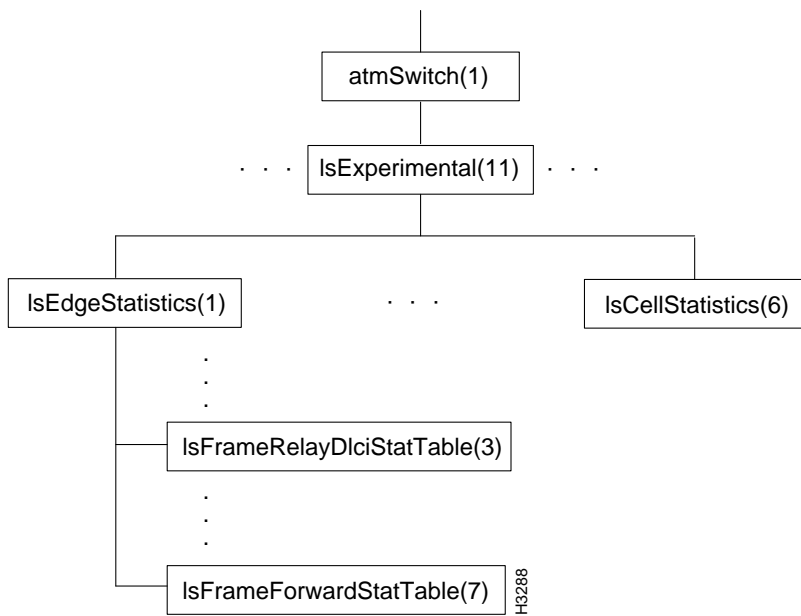 atmSwitch(1)
. . . lsExperimental(11) . . .
lsEdgeStatistics(1) . . . lsCellStatistics(6)
.
.
.
lsFrameRelayDlciStatTable(3)
.
.
.
lsFrameForwardStatTable(7)
H3288